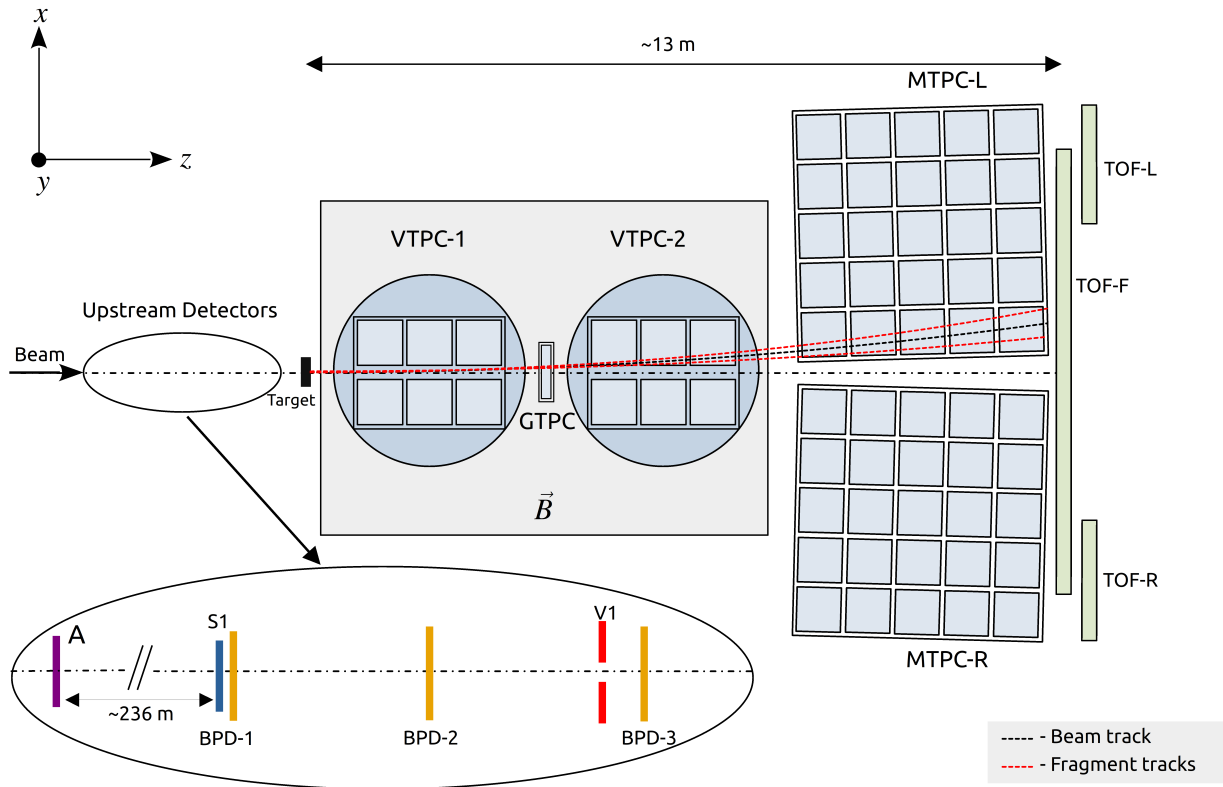 x
~13 m
MTPC-L
z
y
TOF-L
VTPC-1
VTPC-2
TOF-F
Upstream Detectors
Beam
Target
GTPC
B⃗
TOF-R
V1
S1
A
MTPC-R
~236 m
BPD-1
BPD-2
BPD-3
- Beam track
- Fragment tracks